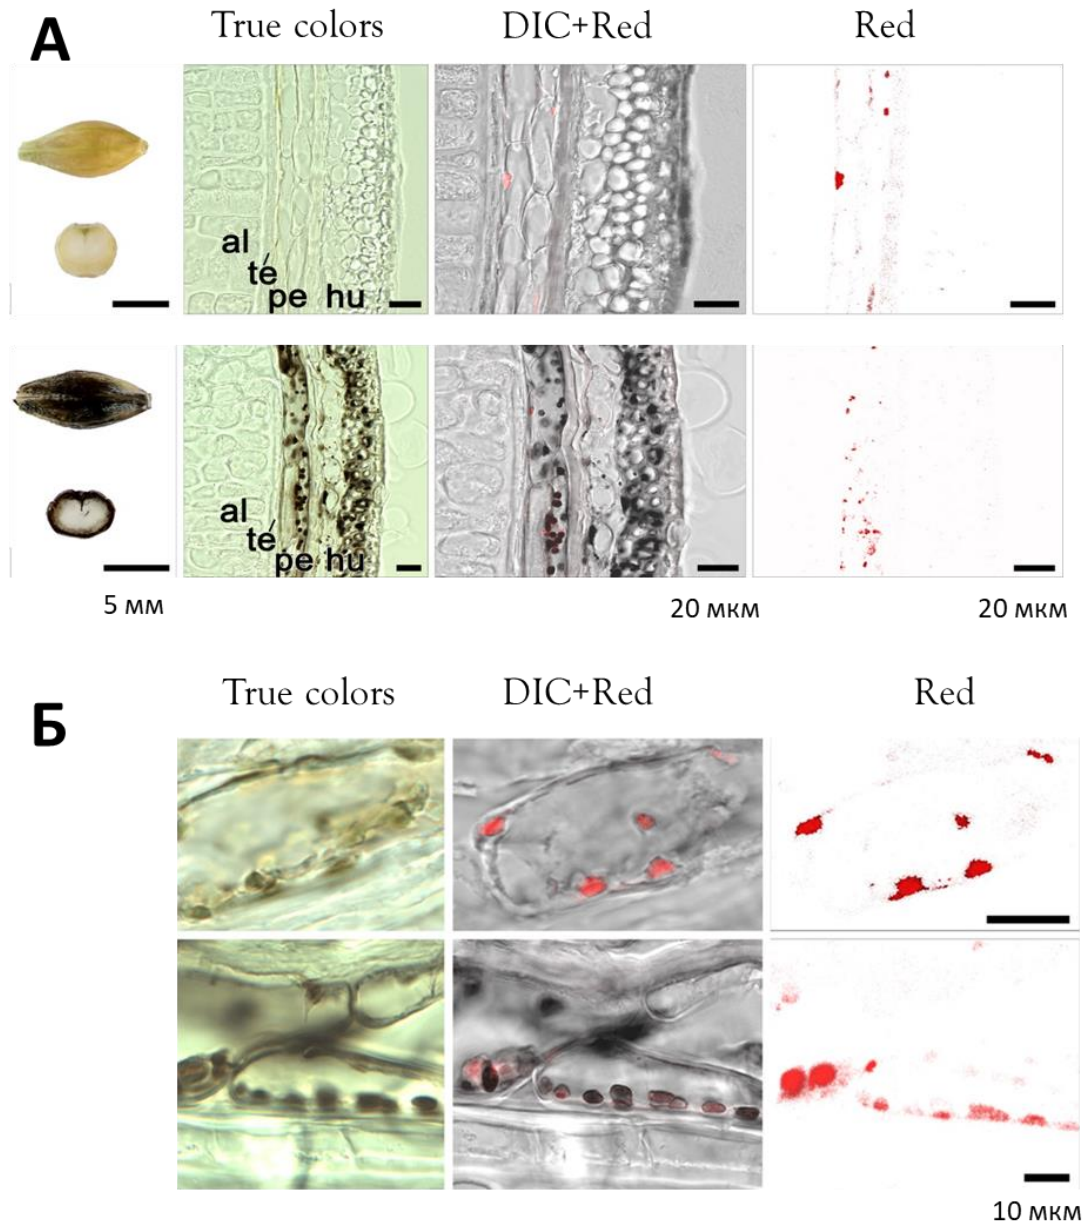 А
True colors DIC+Red Red
al
te
pe hu
al
te
pe hu
5 мм 20 мкм 20 мкм
Б
True colors DIC+Red Red
10 мкм